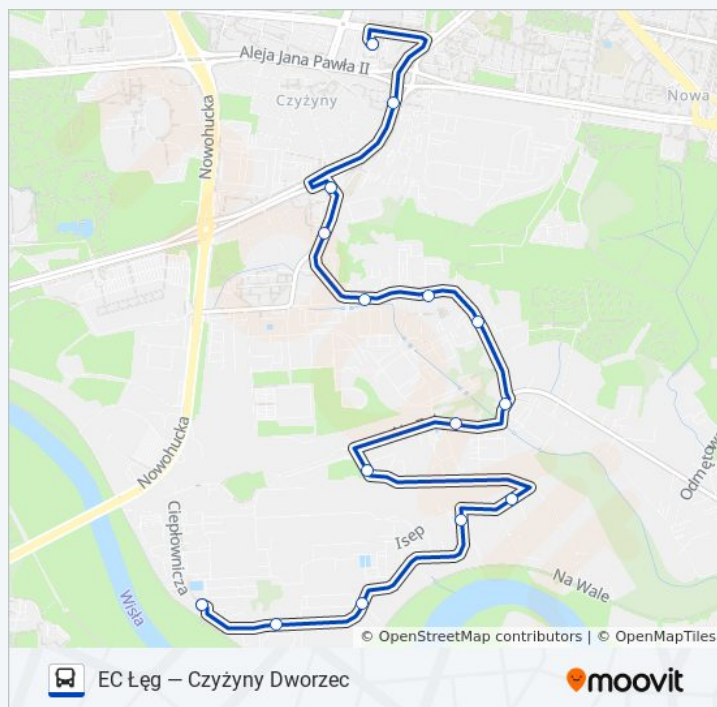 Aleja Jana Pawła II
Czyżyny
Nowa
Nowohucka
Nowohucka
Odmętow
Ciepłownicza
Isep
Na Wale
Wisła
© OpenStreetMap contributors | © OpenMapTiles
EC Łęg — Czyżyny Dworzec
moovit